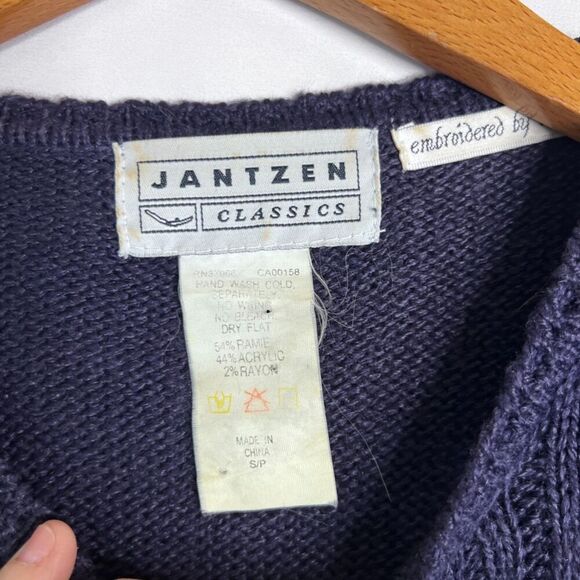 JANTZEN
CLASSICS
embroidered by
CA00158
HAND WASH COLD,
SEPARATELY.
NO WRING
NO BLEACH
DRY FLAT
54% RAMIE
44% ACRYLIC
2% RAYON
MADE IN
CHINA
S/P